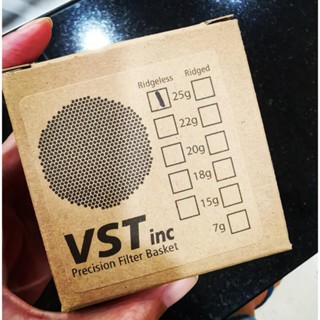 Ridgeless Ridged
25g
22g
20g
18g
15g
7g
VST inc
Precision Filter Basket